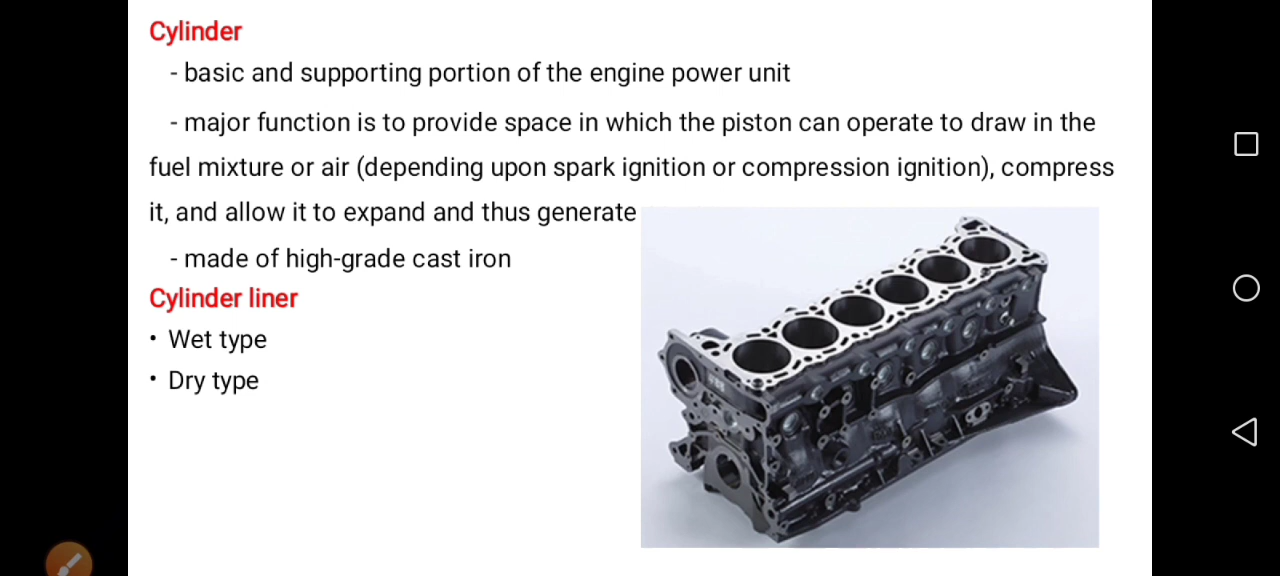 Cylinder
- basic and supporting portion of the engine power unit
- major function is to provide space in which the piston can operate to draw in the
fuel mixture or air (depending upon spark ignition or compression ignition), compress
it, and allow it to expand and thus generate
- made of high-grade cast iron
Cylinder liner
• Wet type
• Dry type